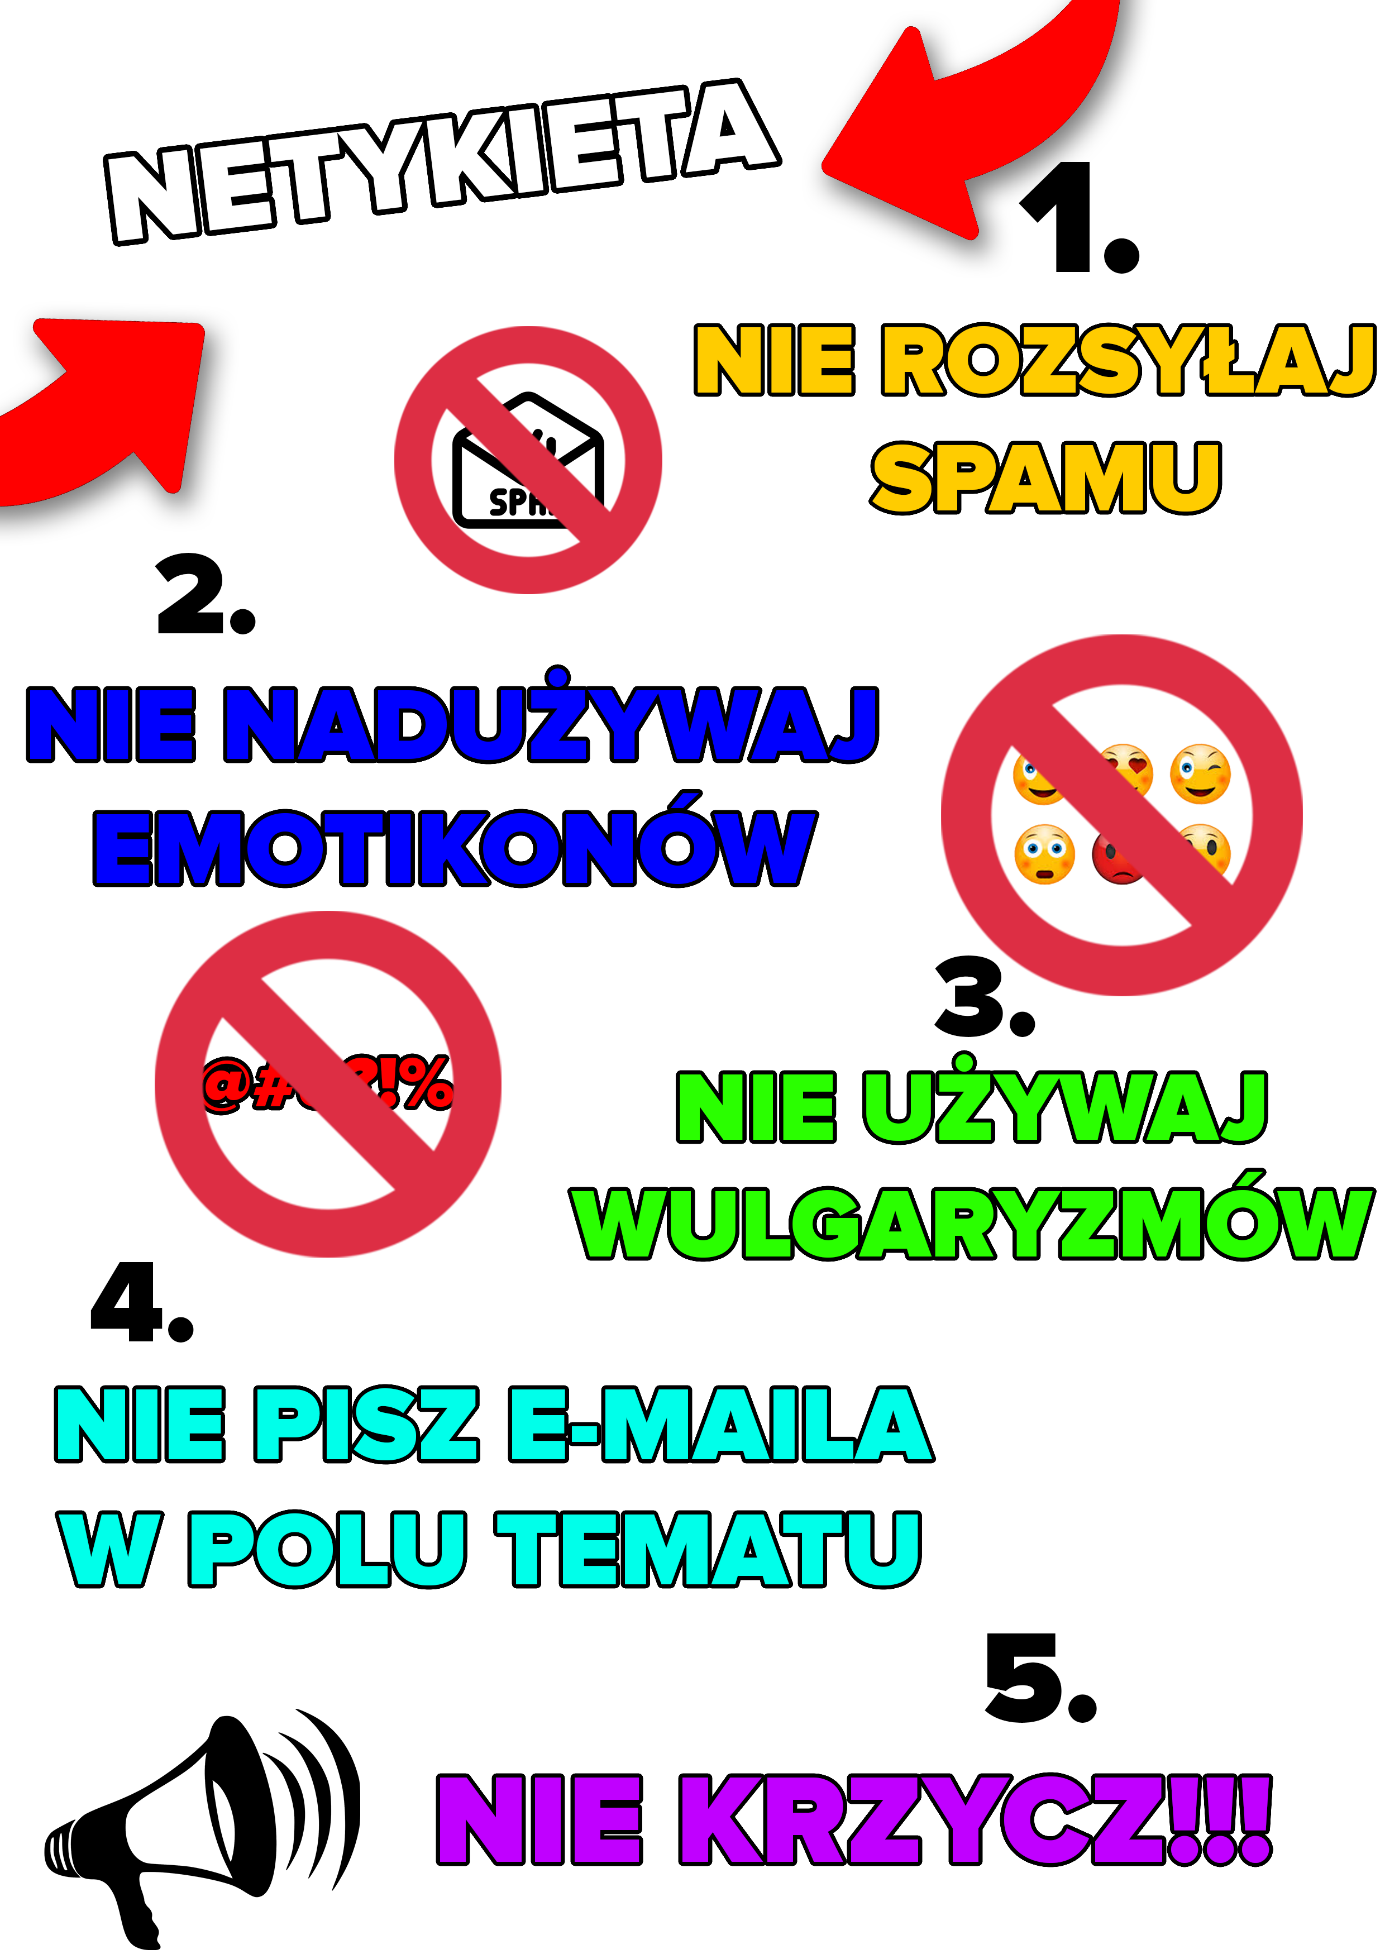 NETYKIETA
1.
NIE ROZSYŁAJ
SPAMU
2.
NIE NADUŻYWAJ
EMOTIKONÓW
3.
NIE UŻYWAJ
WULGARYZMÓW
4.
NIE PISZ E-MAILA
W POLU TEMATU
5.
NIE KRZYCZ!!!